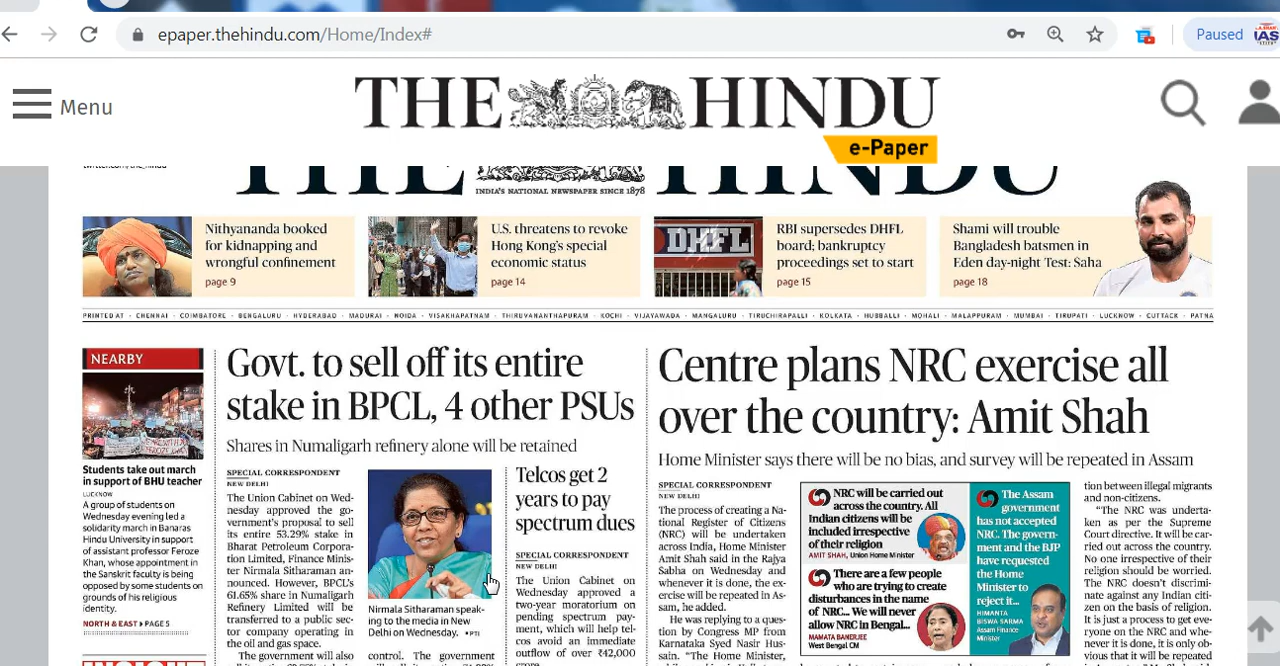 epaper.thehindu.com/Home/Index#
Paused
IAS
Menu
THE HINDU
e-Paper
THE HINDU
INDIA'S NATIONAL NEWSPAPER SINCE 1878
Nithyananda booked
for kidnapping and
wrongful confinement
page 9
U.S. threatens to revoke
Hong Kong's special
economic status
page 14
DHFL
RBI supersedes DHFL
board; bankruptcy
proceedings set to start
page 15
Shami will trouble
Bangladesh batsmen in
Eden day-night Test: Saha
page 18
PRINTED AT · CHENNAI · COIMBATORE · BENGALURU · HYDERABAD · MADURAI · NOIDA · VISAKHAPATNAM · THIRUVANANTHAPURAM · KOCHI · VIJAYAWADA · MANGALURU · TIRUCHIRAPALLI · KOLKATA · HUBBALLI · MOHALI · MALAPPURAM · MUMBAI · TIRUPATI · LUCKNOW · CUTTACK · PATNA
NEARBY
Students take out march
in support of BHU teacher
LUCKNOW
A group of students on
Wednesday evening led a
solidarity march in Banaras
Hindu University in
support of assistant professor Feroze
Khan, whose appointment
in the Sanskrit faculty is being
opposed by some students on
grounds of his religious
identity.
NORTH & EAST PAGE 5
Govt. to sell off its entire
stake in BPCL, 4 other PSUs
Shares in Numaligarh refinery alone will be retained
SPECIAL CORRESPONDENT
NEW DELHI
The Union Cabinet on Wed-
nesday approved the go-
vernment's proposal to sell
its entire 53.29% stake in
Bharat Petroleum Corpora-
tion Limited, Finance Minis-
ter Nirmala Sitharaman an-
nounced. However, BPCL's
61.65% share in Numaligarh
Refinery Limited will be
transferred to a public sec-
tor company operating in
the oil and gas space.
The government will also
Nirmala Sitharaman speak-
ing to the media in New
Delhi on Wednesday. PTI
control. The government
Telcos get 2
years to pay
spectrum dues
SPECIAL CORRESPONDENT
NEW DELHI
The Union Cabinet on
Wednesday approved a
two-year moratorium on
pending spectrum pay-
ment, which will help tel-
cos avoid an immediate
outflow of over ₹42,000
Centre plans NRC exercise all
over the country: Amit Shah
Home Minister says there will be no bias, and survey will be repeated in Assam
SPECIAL CORRESPONDENT
NEW DELHI
The process of creating a Na-
tional Register of Citizens
(NRC) will be undertaken
across India, Home Minister
Amit Shah said in the Rajya
Sabha on Wednesday and
whenever it is done, the ex-
ercise will be repeated in As-
sam, he added.
He was replying to a ques-
tion by Congress MP from
Karnataka Syed Nasir Hus-
sain. "The Home Minister,
NRC will be carried out
across the country. All
Indian citizens will be
included irrespective
of their religion
AMIT SHAH, Union Home Minister
There are a few people
who are trying to create
disturbances in the name
of NRC... We will never
allow NRC in Bengal...
MAMATA BANERJEE
West Bengal CM
The Assam
government
has not accepted
NRC. The govern-
ment and the BJP
have requested
the Home
Minister to
reject it...
HIMANTA
BISWA SARMA
Assam Finance
Minister
tion between illegal migrants
and non-citizens.
"The NRC was underta-
ken as per the Supreme
Court directive. It will be car-
ried out across the country.
No one irrespective of their
religion should be worried.
The NRC doesn't discrimi-
nate against any Indian citi-
zen on the basis of religion.
It is just a process to get eve-
ryone on the NRC and whe-
never it is done, it is only ob-
vious that it will be repeated